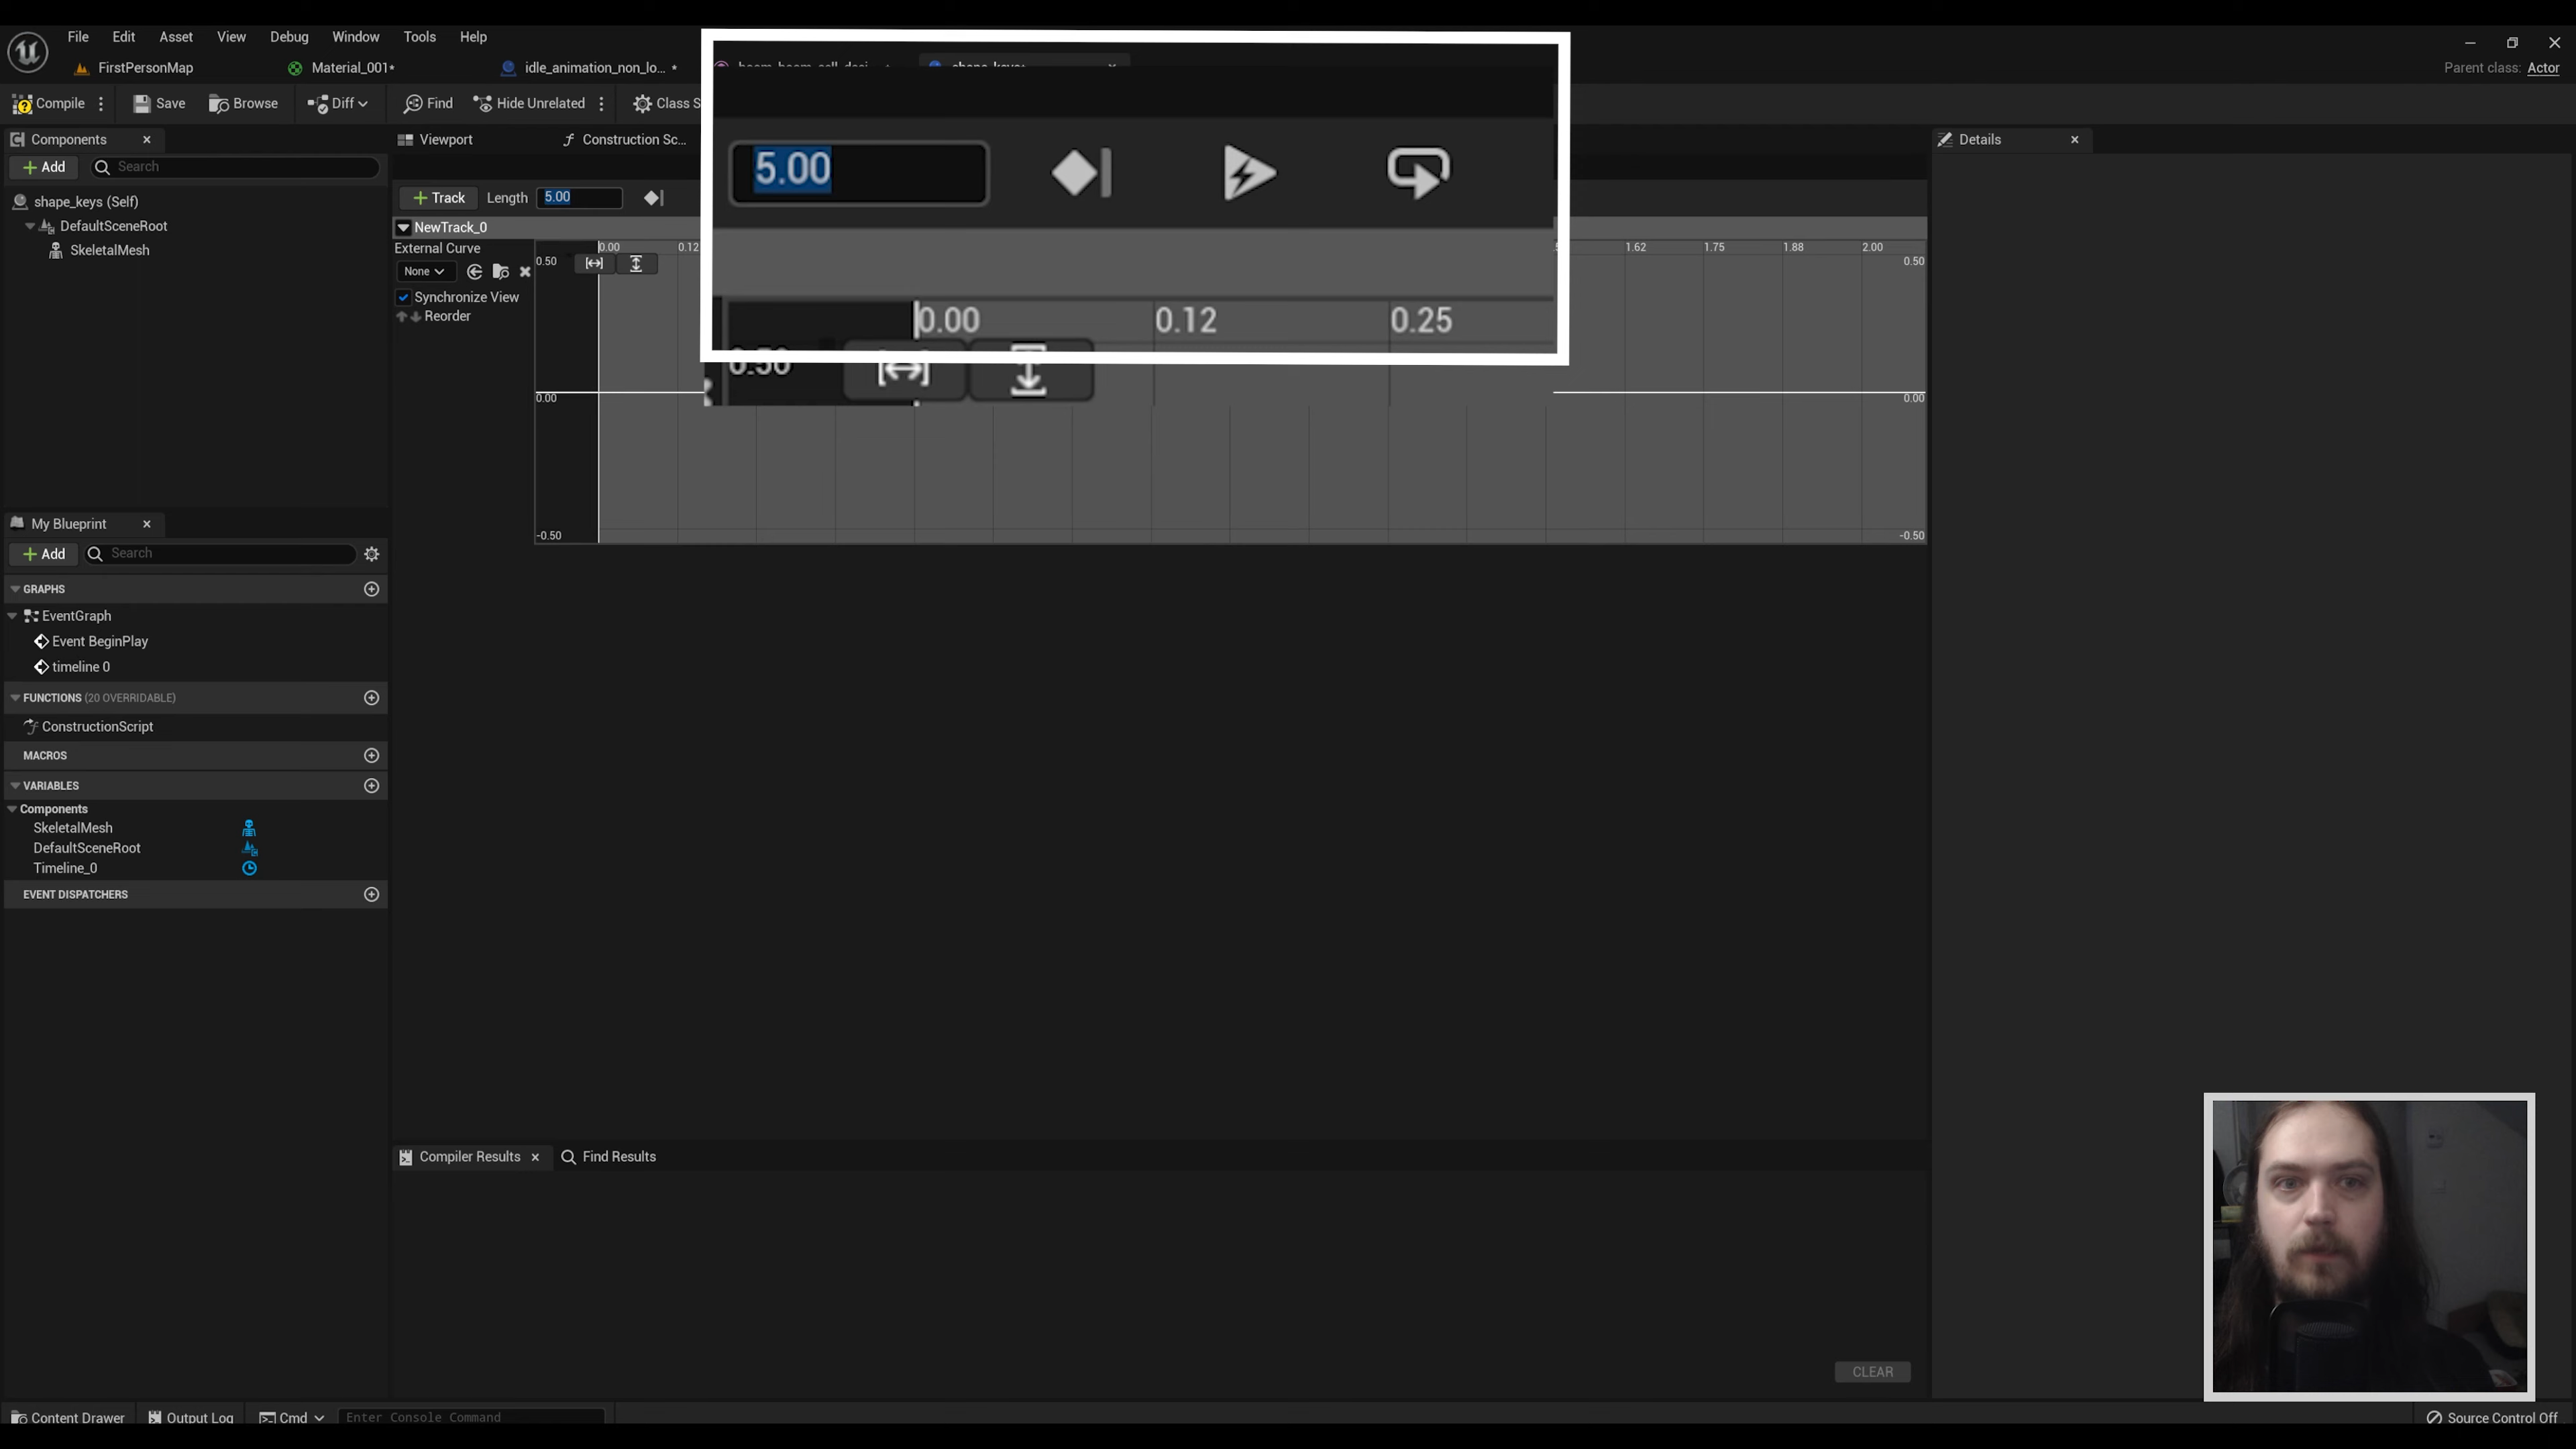 File Edit Asset View Debug Window Tools Help
FirstPersonMap Material_001* idle_animation_non_lo... *
Parent class: Actor
Compile Save Browse Diff Find Hide Unrelated Class S
Components
Viewport Construction Sc...
Details
Add Search
5.00
shape_keys (Self)
DefaultSceneRoot
SkeletalMesh
Track Length 5.00
NewTrack_0
External Curve
None
Synchronize View
Reorder
0.00 0.12
1.62 1.75 1.88 2.00
0.50 0.50
0.00 0.12 0.25
0.50
0.00 0.00
-0.50 -0.50
My Blueprint
Add Search
GRAPHS
EventGraph
Event BeginPlay
timeline 0
FUNCTIONS (20 OVERRIDABLE)
ConstructionScript
MACROS
VARIABLES
Components
SkeletalMesh
DefaultSceneRoot
Timeline_0
EVENT DISPATCHERS
Compiler Results Find Results
CLEAR
Content Drawer Output Log Cmd Enter Console Command
Source Control Off